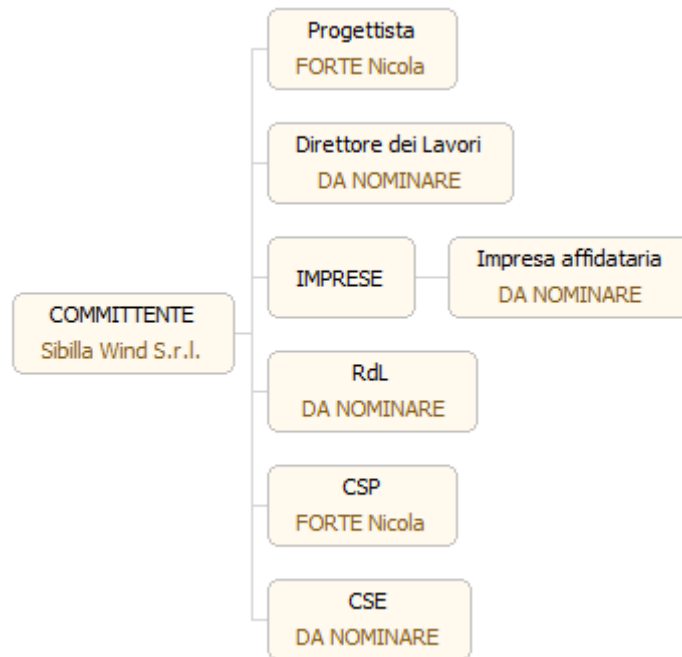 Progettista
FORTE Nicola
Direttore dei Lavori
DA NOMINARE
IMPRESE
Impresa affidataria
DA NOMINARE
COMMITTENTE
Sibilla Wind S.r.l.
RdL
DA NOMINARE
CSP
FORTE Nicola
CSE
DA NOMINARE